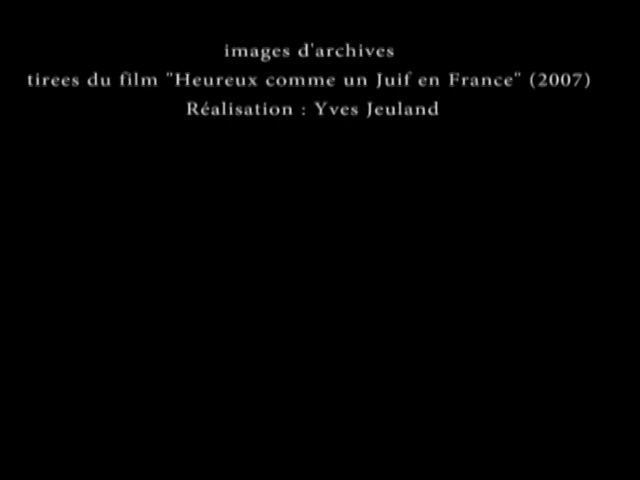 images d'archives
tirees du film "Heureux comme un Juif en France" (2007)
Réalisation : Yves Jeuland